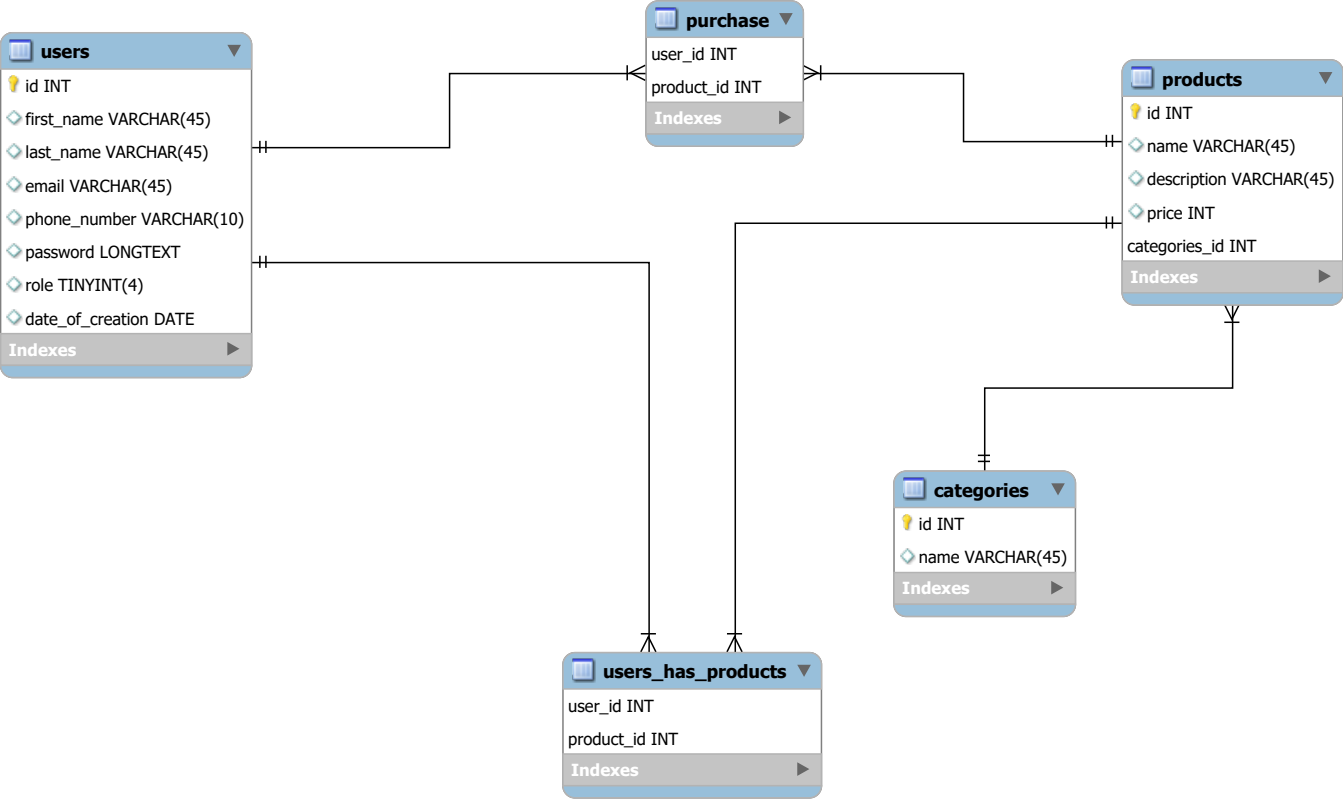 users
id INT
first_name VARCHAR(45)
last_name VARCHAR(45)
email VARCHAR(45)
phone_number VARCHAR(10)
password LONGTEXT
role TINYINT(4)
date_of_creation DATE
Indexes
purchase
user_id INT
product_id INT
Indexes
products
id INT
name VARCHAR(45)
description VARCHAR(45)
price INT
categories_id INT
Indexes
categories
id INT
name VARCHAR(45)
Indexes
users_has_products
user_id INT
product_id INT
Indexes